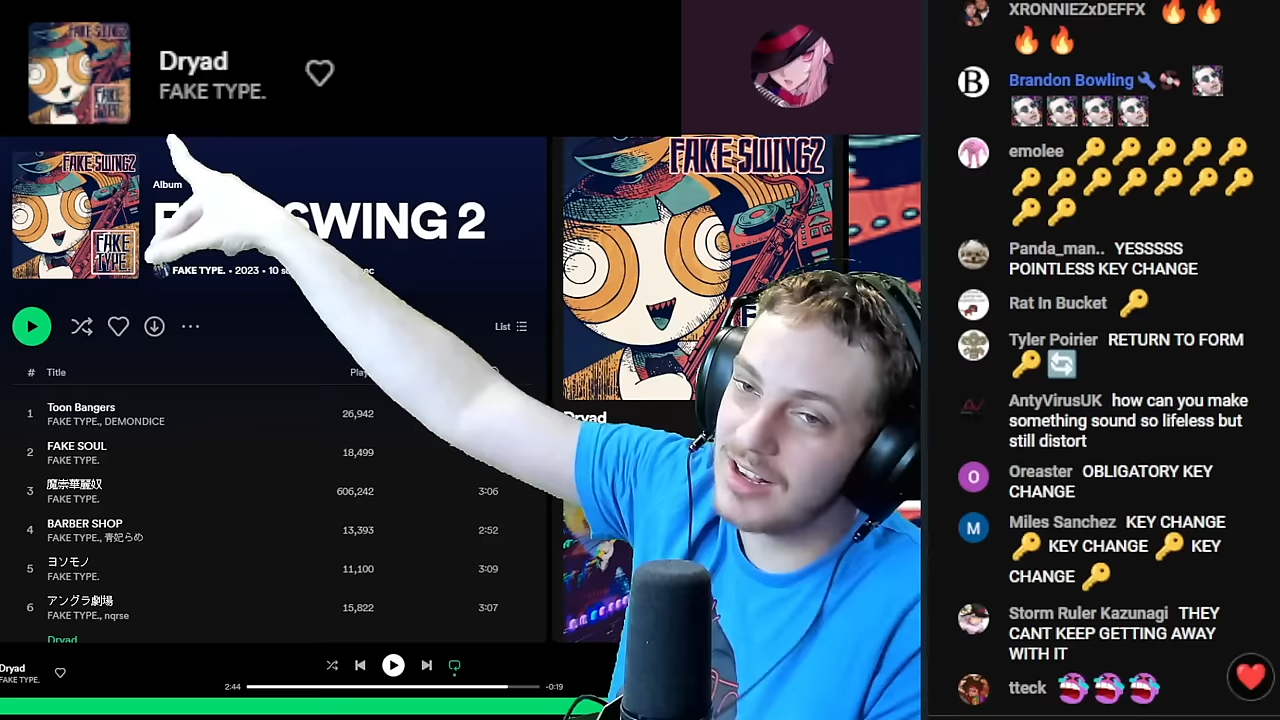 Dryad
FAKE TYPE.
FAKE SWING2
FAKE TYPE
Album
SWING 2
FAKE TYPE. • 2023 • 10
List
# Title
1 Toon Bangers 26,942
FAKE TYPE., DEMONDICE
2 FAKE SOUL 18,499
FAKE TYPE.
3 魔崇華麗奴 606,242 3:06
FAKE TYPE.
4 BARBER SHOP 13,393 2:52
FAKE TYPE., 青妃らめ
5 ヨソモノ 11,100 3:09
FAKE TYPE.
6 アングラ劇場 15,822 3:07
FAKE TYPE., nqrse
Dryad
FAKE SWING2
Dryad
Dryad
FAKE TYPE.
2:44 -0:19
XRONNIEZxDEFFX
Brandon Bowling
emolee
Panda_man.. YESSSSS
POINTLESS KEY CHANGE
Rat In Bucket
Tyler Poirier RETURN TO FORM
AntyVirusUK how can you make
something sound so lifeless but
still distort
Oreaster OBLIGATORY KEY
CHANGE
Miles Sanchez KEY CHANGE
KEY CHANGE KEY
CHANGE
Storm Ruler Kazunagi THEY
CANT KEEP GETTING AWAY
WITH IT
tteck